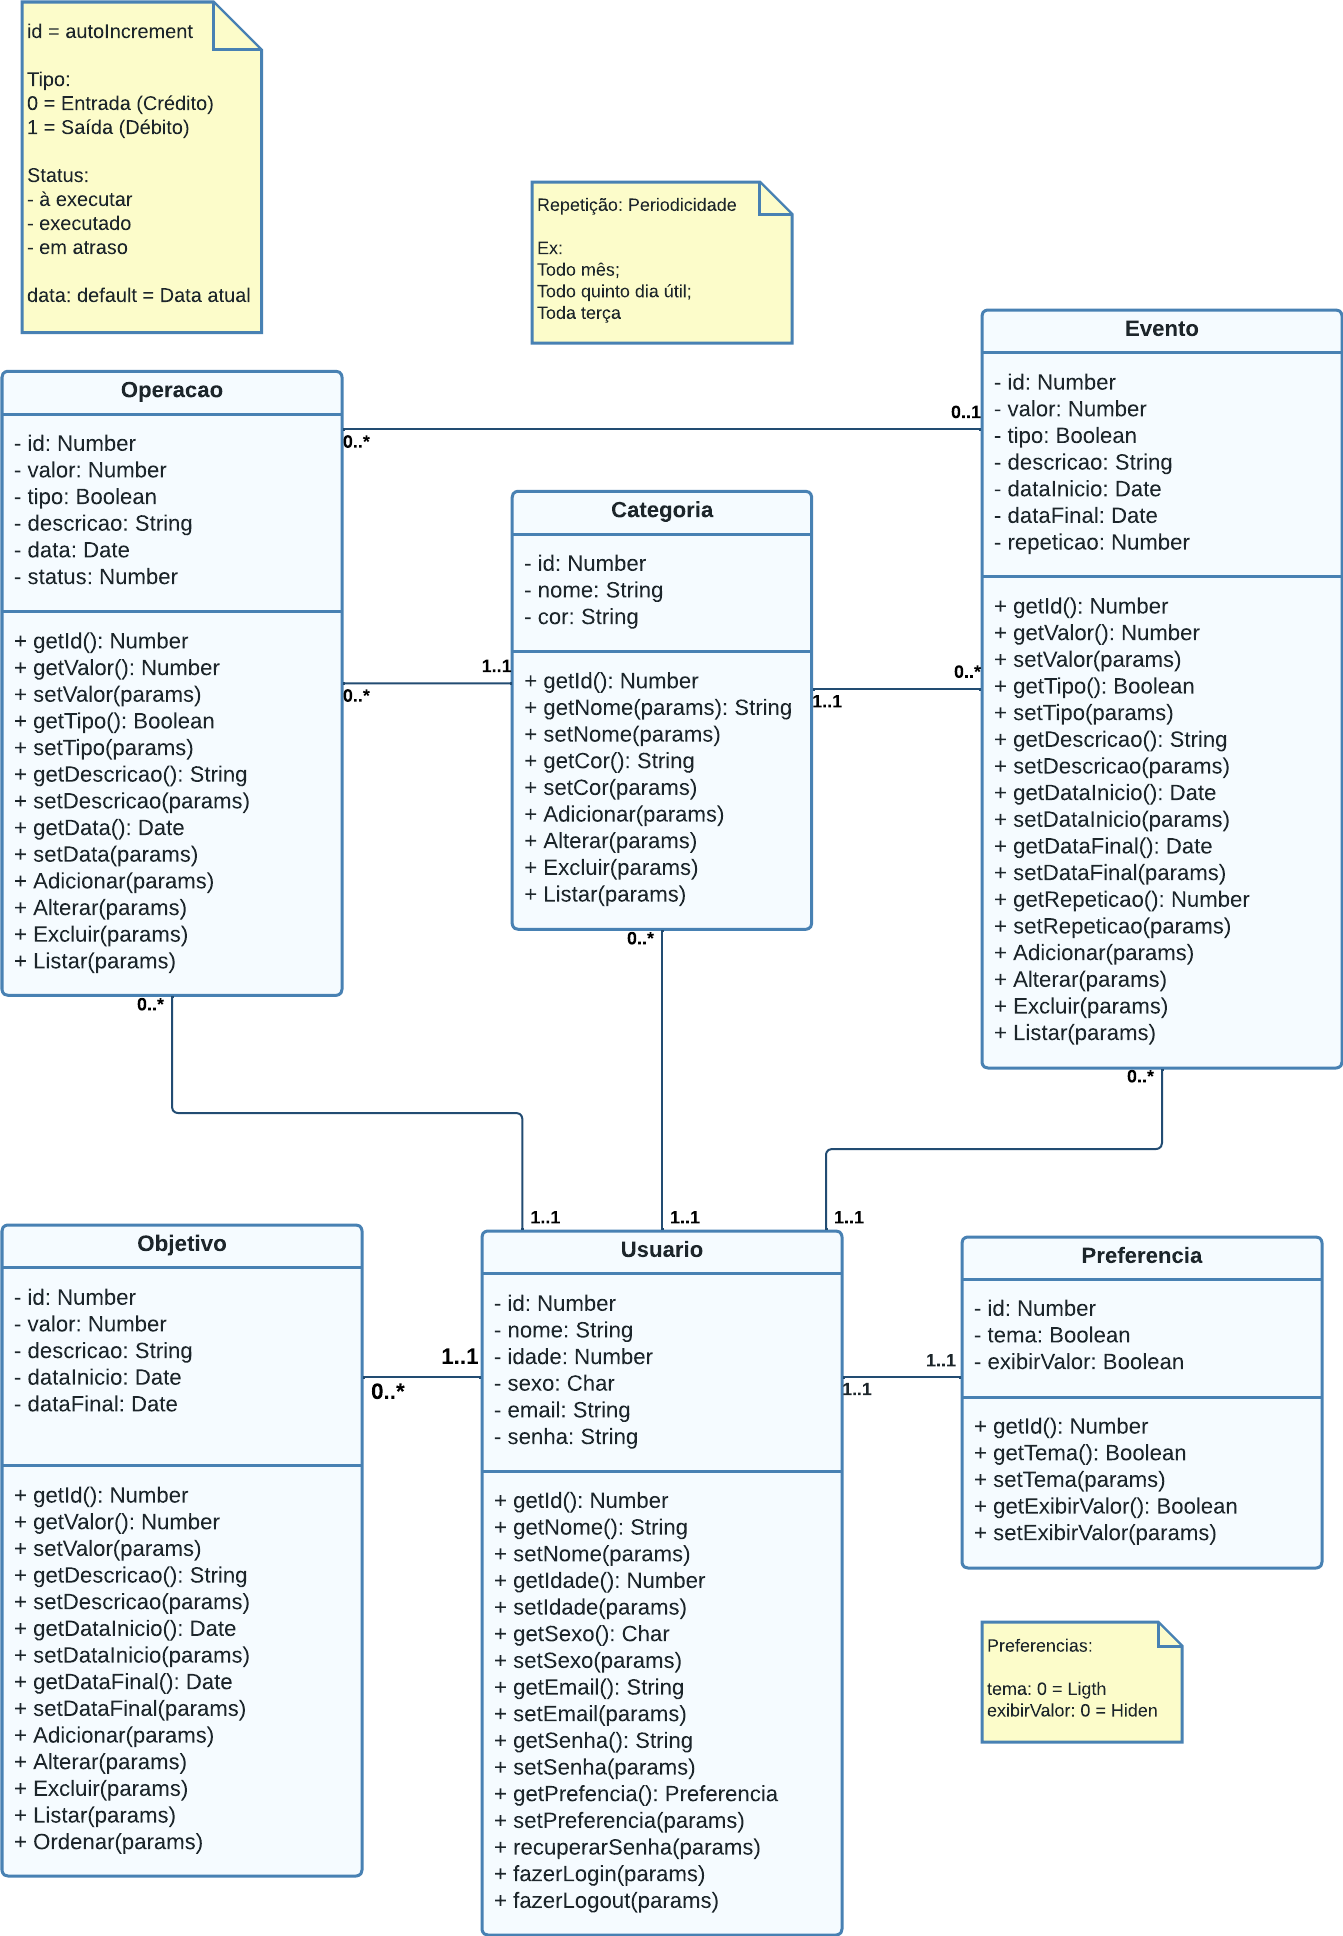 id = autoIncrement
Tipo:
0 = Entrada (Crédito)
1 = Saída (Débito)
Status:
- à executar
- executado
- em atraso
data: default = Data atual
Repetição: Periodicidade
Ex:
Todo mês;
Todo quinto dia útil;
Toda terça
Operacao
- id: Number
- valor: Number
- tipo: Boolean
- descricao: String
- data: Date
- status: Number
+ getId(): Number
+ getValor(): Number
+ setValor(params)
+ getTipo(): Boolean
+ setTipo(params)
+ getDescricao(): String
+ setDescricao(params)
+ getData(): Date
+ setData(params)
+ Adicionar(params)
+ Alterar(params)
+ Excluir(params)
+ Listar(params)
0..*
0..1
0..*
1..1
0..*
Categoria
- id: Number
- nome: String
- cor: String
+ getId(): Number
+ getNome(params): String
+ setNome(params)
+ getCor(): String
+ setCor(params)
+ Adicionar(params)
+ Alterar(params)
+ Excluir(params)
+ Listar(params)
1..1
0..*
0..*
Evento
- id: Number
- valor: Number
- tipo: Boolean
- descricao: String
- dataInicio: Date
- dataFinal: Date
- repeticao: Number
+ getId(): Number
+ getValor(): Number
+ setValor(params)
+ getTipo(): Boolean
+ setTipo(params)
+ getDescricao(): String
+ setDescricao(params)
+ getDataInicio(): Date
+ setDataInicio(params)
+ getDataFinal(): Date
+ setDataFinal(params)
+ getRepeticao(): Number
+ setRepeticao(params)
+ Adicionar(params)
+ Alterar(params)
+ Excluir(params)
+ Listar(params)
0..*
1..1
1..1
1..1
Objetivo
- id: Number
- valor: Number
- descricao: String
- dataInicio: Date
- dataFinal: Date
+ getId(): Number
+ getValor(): Number
+ setValor(params)
+ getDescricao(): String
+ setDescricao(params)
+ getDataInicio(): Date
+ setDataInicio(params)
+ getDataFinal(): Date
+ setDataFinal(params)
+ Adicionar(params)
+ Alterar(params)
+ Excluir(params)
+ Listar(params)
+ Ordenar(params)
1..1
0..*
Usuario
- id: Number
- nome: String
- idade: Number
- sexo: Char
- email: String
- senha: String
+ getId(): Number
+ getNome(): String
+ setNome(params)
+ getIdade(): Number
+ setIdade(params)
+ getSexo(): Char
+ setSexo(params)
+ getEmail(): String
+ setEmail(params)
+ getSenha(): String
+ setSenha(params)
+ getPrefencia(): Preferencia
+ setPreferencia(params)
+ recuperarSenha(params)
+ fazerLogin(params)
+ fazerLogout(params)
1..1
1..1
Preferencia
- id: Number
- tema: Boolean
- exibirValor: Boolean
+ getId(): Number
+ getTema(): Boolean
+ setTema(params)
+ getExibirValor(): Boolean
+ setExibirValor(params)
Preferencias:
tema: 0 = Ligth
exibirValor: 0 = Hiden